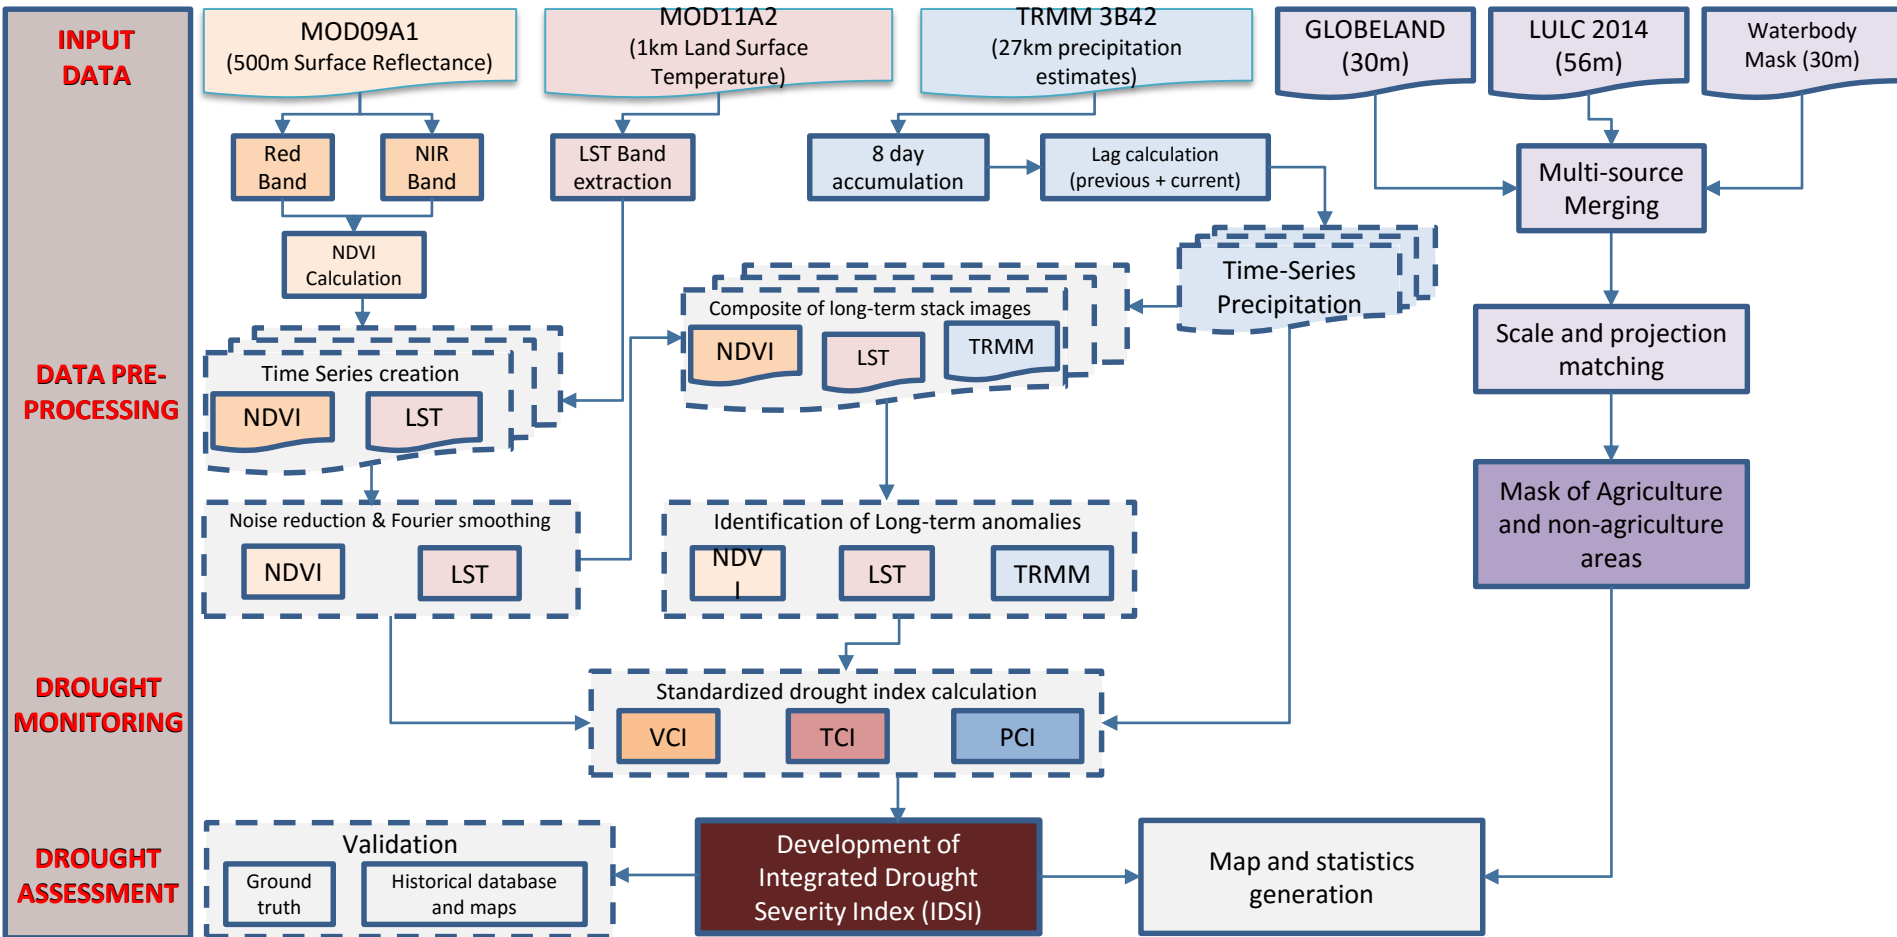 INPUT
DATA
MOD09A1
(500m Surface Reflectance)
MOD11A2
(1km Land Surface
Temperature)
TRMM 3B42
(27km precipitation
estimates)
GLOBELAND
(30m)
LULC 2014
(56m)
Waterbody
Mask (30m)
Red
Band
NIR
Band
LST Band
extraction
8 day
accumulation
Lag calculation
(previous + current)
Multi-source
Merging
NDVI
Calculation
Time-Series
Precipitation
Composite of long-term stack images
NDVI
LST
TRMM
Scale and projection
matching
DATA PRE-
PROCESSING
Time Series creation
NDVI
LST
Noise reduction & Fourier smoothing
NDVI
LST
Identification of Long-term anomalies
NDV
I
LST
TRMM
Mask of Agriculture
and non-agriculture
areas
DROUGHT
MONITORING
Standardized drought index calculation
VCI
TCI
PCI
DROUGHT
ASSESSMENT
Validation
Ground
truth
Historical database
and maps
Development of
Integrated Drought
Severity Index (IDSI)
Map and statistics
generation